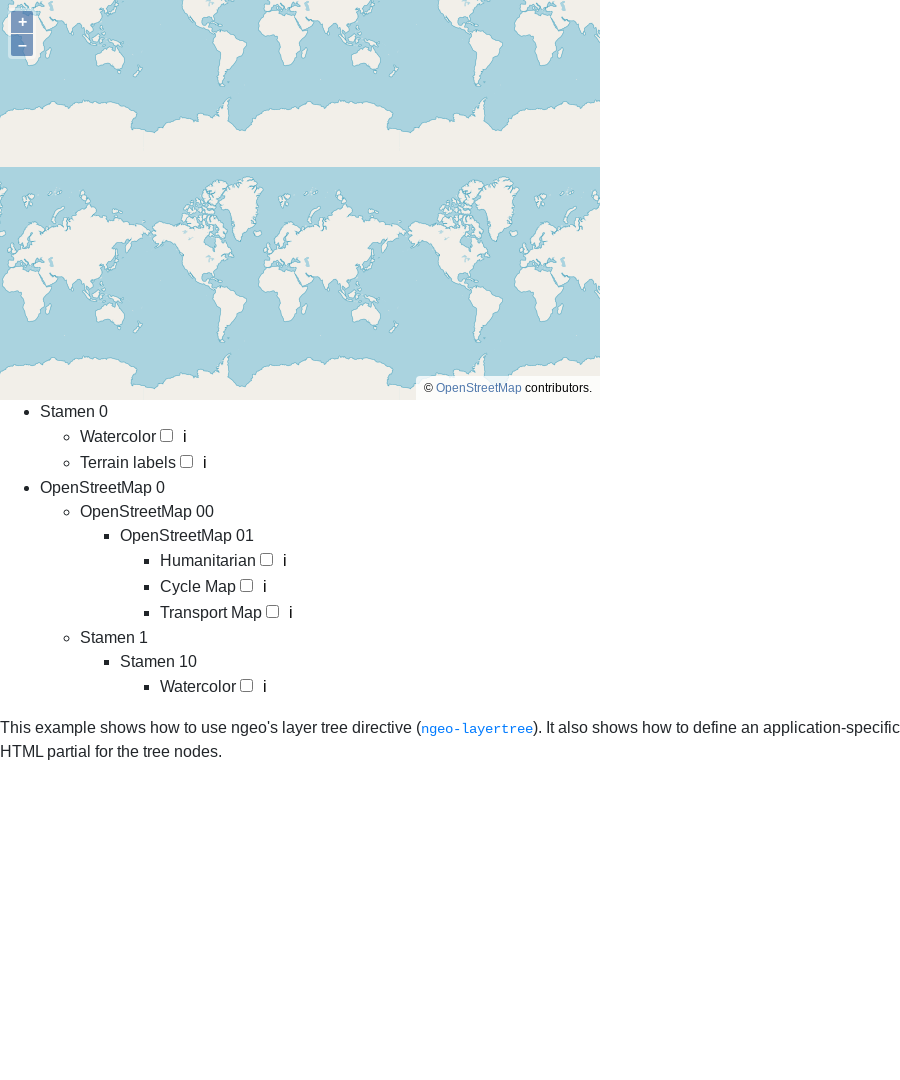 +
−
© OpenStreetMap contributors.
Stamen 0
Watercolor i
Terrain labels i
OpenStreetMap 0
OpenStreetMap 00
OpenStreetMap 01
Humanitarian i
Cycle Map i
Transport Map i
Stamen 1
Stamen 10
Watercolor i
This example shows how to use ngeo's layer tree directive (ngeo-layertree). It also shows how to define an application-specific
HTML partial for the tree nodes.